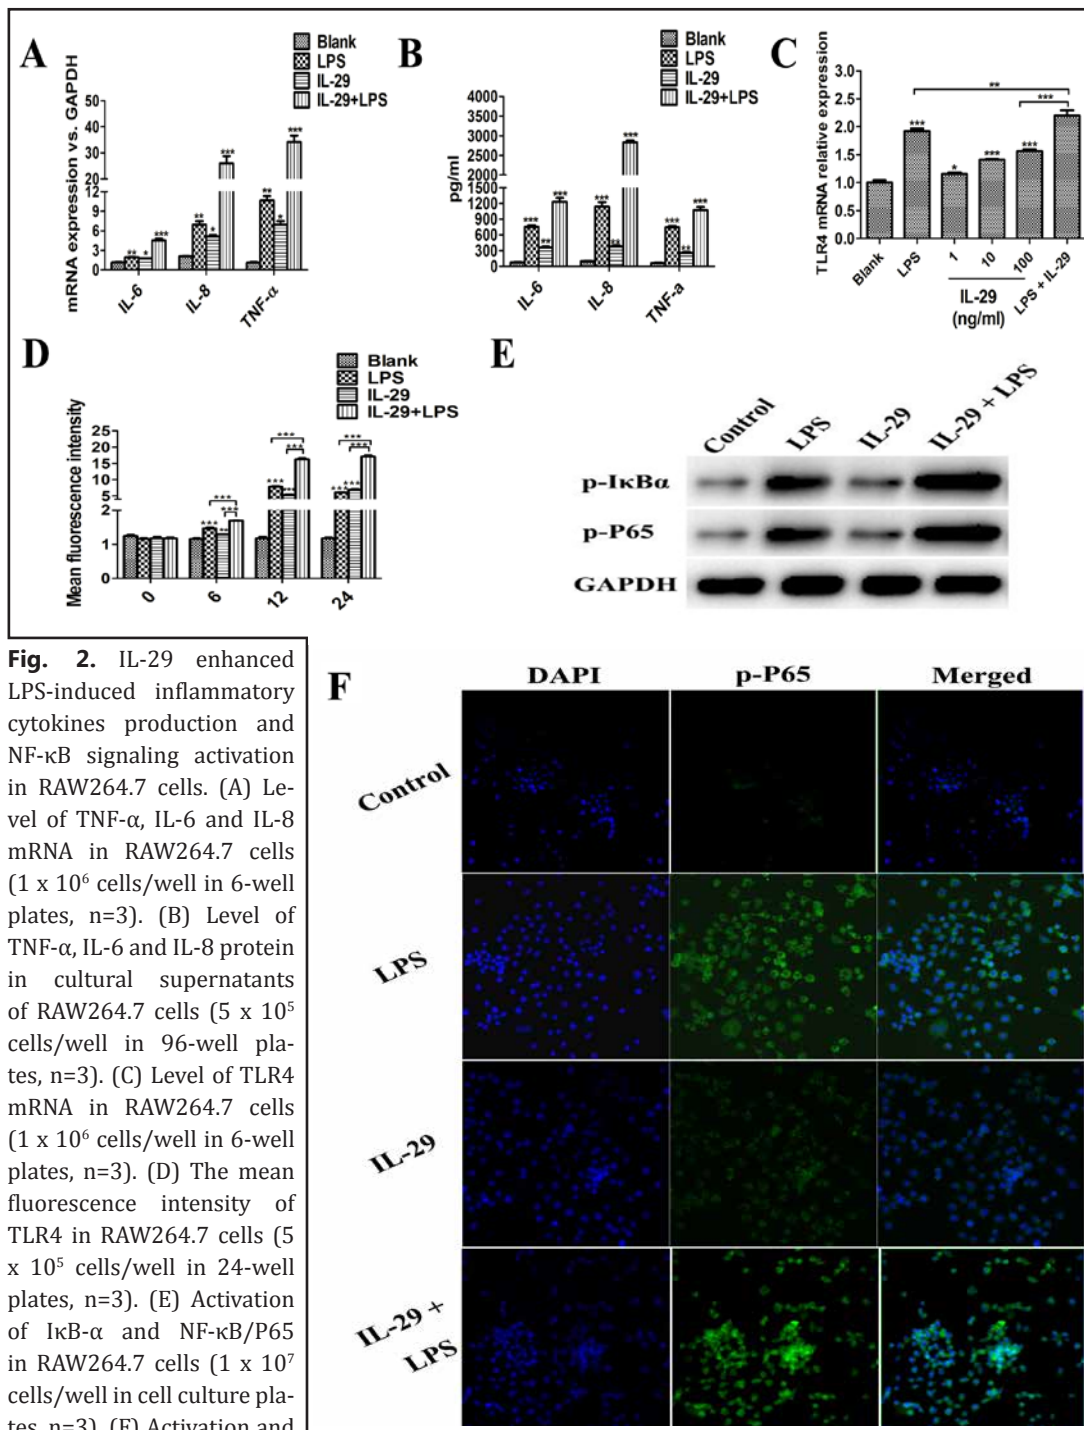 A
Blank
LPS
IL-29
IL-29+LPS
mRNA expression vs. GAPDH
50
40
30
20
12
9
6
3
0
** * ***
** * ***
** * ***
IL-6
IL-8
TNF-α
B
Blank
LPS
IL-29
IL-29+LPS
pg/ml
4000
3500
3000
2500
2000
1500
1200
900
600
300
0
*** ** ***
*** ** ***
*** ** ***
IL-6
IL-8
TNF-a
C
TLR4 mRNA relative expression
3.0
2.5
2.0
1.5
1.0
0.5
0.0
**
***
*** * *** ***
Blank
LPS
1
10
100
LPS + IL-29
IL-29
(ng/ml)
D
Blank
LPS
IL-29
IL-29+LPS
Mean fluorescence intensity
25
20
15
10
5
2
1
0
***
***
*** **
***
***
*** ***
***
***
*** ***
0
6
12
24
E
Control
LPS
IL-29
IL-29 + LPS
p-IκBα
p-P65
GAPDH
Fig. 2. IL-29 enhanced
LPS-induced inflammatory
cytokines production and
NF-κB signaling activation
in RAW264.7 cells. (A) Le-
vel of TNF-α, IL-6 and IL-8
mRNA in RAW264.7 cells
(1 x 10⁶ cells/well in 6-well
plates, n=3). (B) Level of
TNF-α, IL-6 and IL-8 protein
in cultural supernatants
of RAW264.7 cells (5 x 10⁵
cells/well in 96-well pla-
tes, n=3). (C) Level of TLR4
mRNA in RAW264.7 cells
(1 x 10⁶ cells/well in 6-well
plates, n=3). (D) The mean
fluorescence intensity of
TLR4 in RAW264.7 cells (5
x 10⁵ cells/well in 24-well
plates, n=3). (E) Activation
of IκB-α and NF-κB/P65
in RAW264.7 cells (1 x 10⁷
cells/well in cell culture pla-
tes, n=3). (F) Activation and
F
DAPI
p-P65
Merged
Control
LPS
IL-29
IL-29 +
LPS